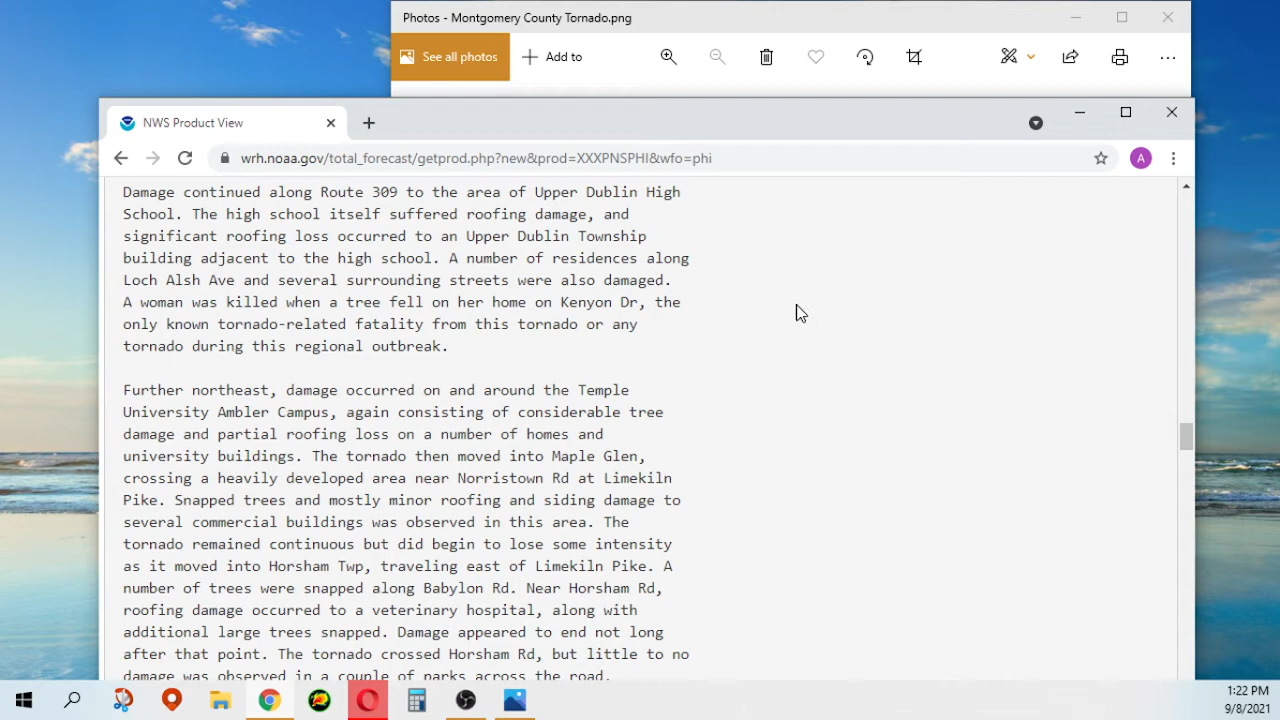 Photos - Montgomery County Tornado.png
See all photos
Add to
NWS Product View
wrh.noaa.gov/total_forecast/getprod.php?new&prod=XXXPNSPHI&wfo=phi
A
Damage continued along Route 309 to the area of Upper Dublin High
School. The high school itself suffered roofing damage, and
significant roofing loss occurred to an Upper Dublin Township
building adjacent to the high school. A number of residences along
Loch Alsh Ave and several surrounding streets were also damaged.
A woman was killed when a tree fell on her home on Kenyon Dr, the
only known tornado-related fatality from this tornado or any
tornado during this regional outbreak.
Further northeast, damage occurred on and around the Temple
University Ambler Campus, again consisting of considerable tree
damage and partial roofing loss on a number of homes and
university buildings. The tornado then moved into Maple Glen,
crossing a heavily developed area near Norristown Rd at Limekiln
Pike. Snapped trees and mostly minor roofing and siding damage to
several commercial buildings was observed in this area. The
tornado remained continuous but did begin to lose some intensity
as it moved into Horsham Twp, traveling east of Limekiln Pike. A
number of trees were snapped along Babylon Rd. Near Horsham Rd,
roofing damage occurred to a veterinary hospital, along with
additional large trees snapped. Damage appeared to end not long
after that point. The tornado crossed Horsham Rd, but little to no
damage was observed in a couple of parks across the road.
1:22 PM
9/8/2021